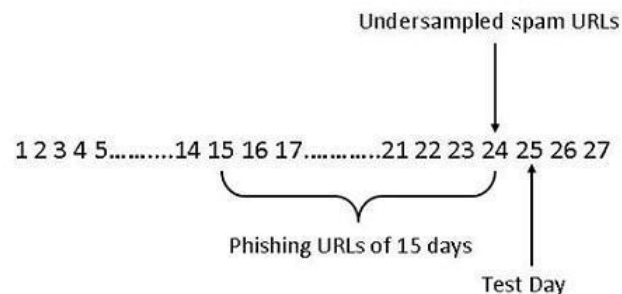 Undersampled spam URLs
1 2 3 4 5..........14 15 16 17............21 22 23 24 25 26 27
Phishing URLs of 15 days
Test Day